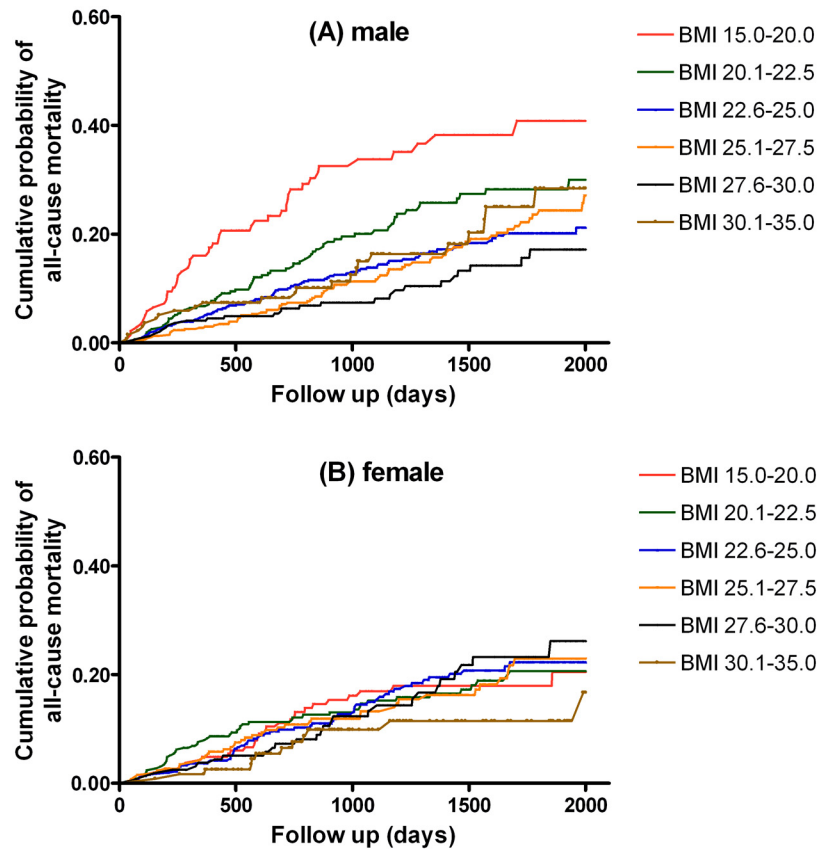 (A) male
0.60
0.40
0.20
0.00
Cumulative probability of
all-cause mortality
0
500
1000
1500
2000
Follow up (days)
BMI 15.0-20.0
BMI 20.1-22.5
BMI 22.6-25.0
BMI 25.1-27.5
BMI 27.6-30.0
BMI 30.1-35.0
(B) female
0.60
0.40
0.20
0.00
Cumulative probability of
all-cause mortality
0
500
1000
1500
2000
Follow up (days)
BMI 15.0-20.0
BMI 20.1-22.5
BMI 22.6-25.0
BMI 25.1-27.5
BMI 27.6-30.0
BMI 30.1-35.0